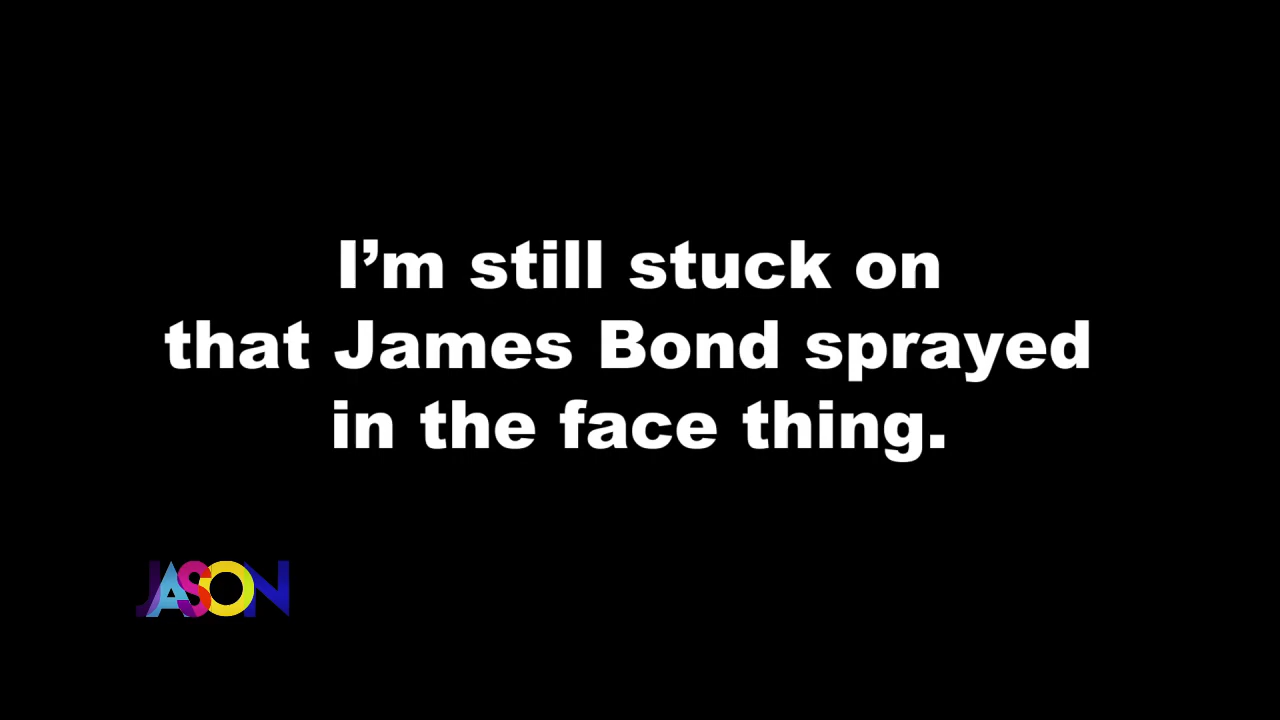 I’m still stuck on
that James Bond sprayed
in the face thing.
JASON